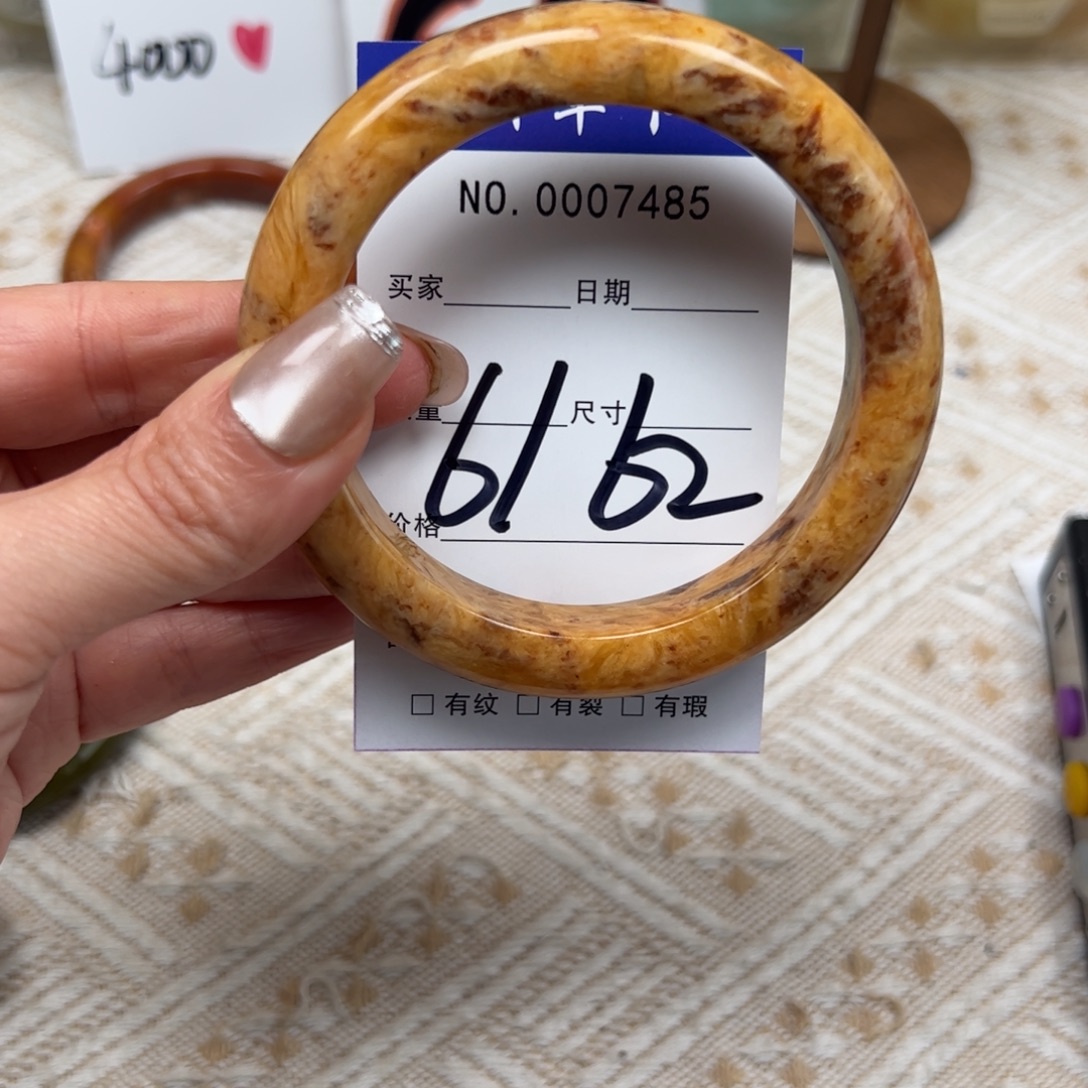 4000
NO. 0007485
买家 日期
量 尺寸
61 62
价格
□ 有纹 □ 有裂 □ 有瑕